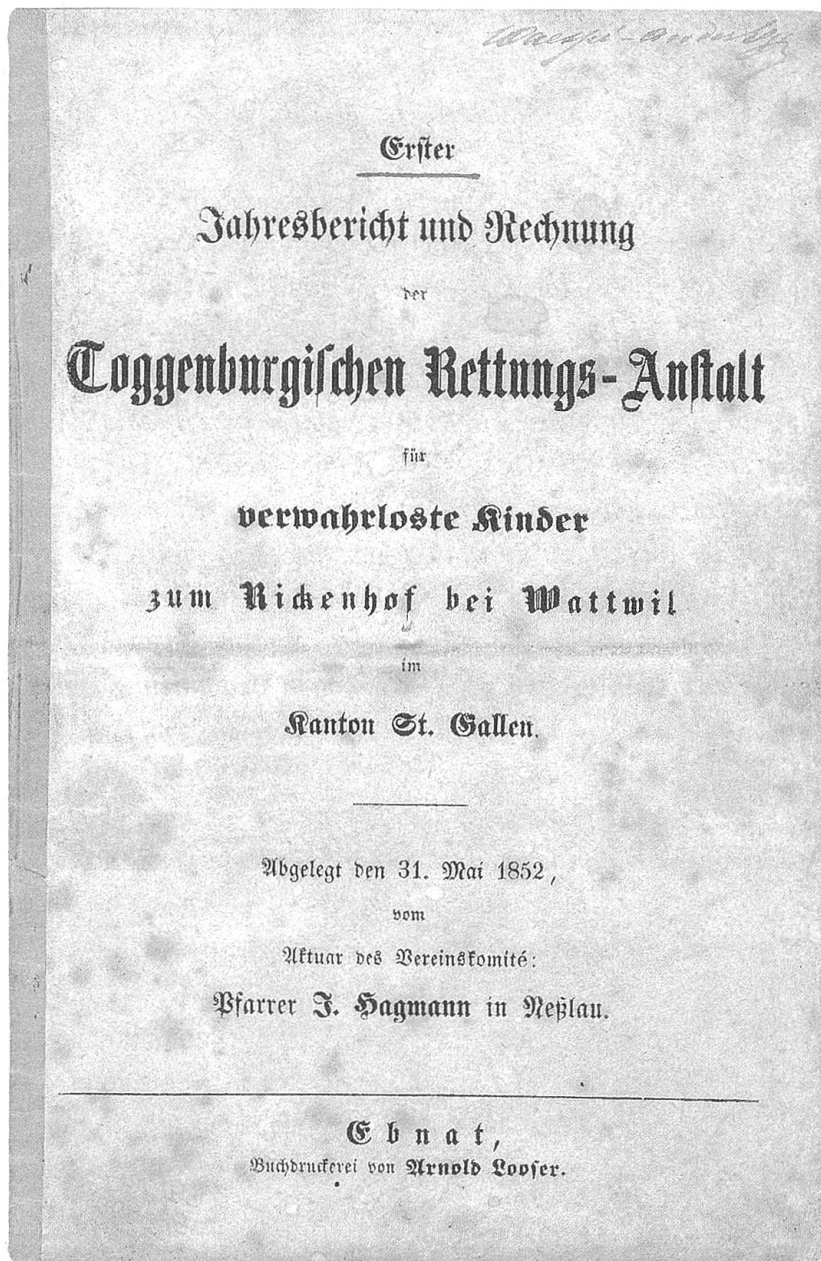 Erster
Jahresbericht und Rechnung
der
Toggenburgischen Rettungs-Anstalt
für
verwahrloste Kinder
zum Rickenhof bei Wattwil
im
Kanton St. Gallen.
Abgelegt den 31. Mai 1852,
vom
Aktuar des Vereinskomité:
Pfarrer J. Hagmann in Neßlau.
Ebnat,
Buchdruckerei von Arnold Looser.